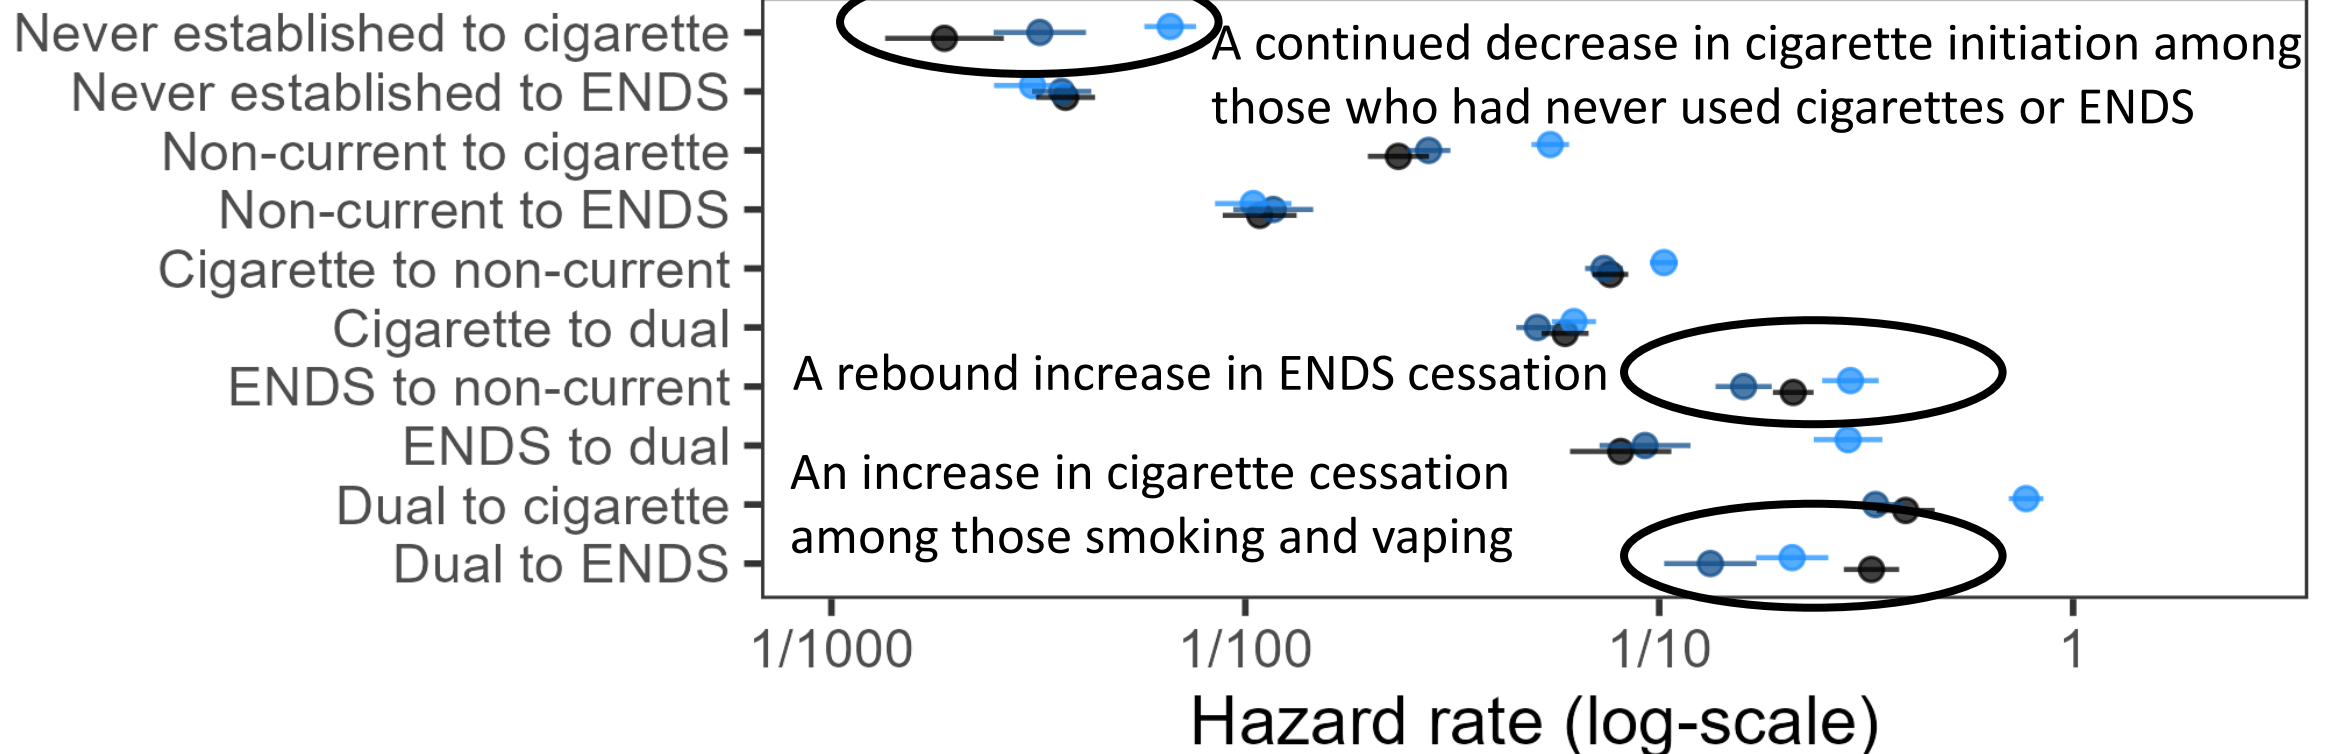 Never established to cigarette
A continued decrease in cigarette initiation among
those who had never used cigarettes or ENDS
Never established to ENDS
Non-current to cigarette
Non-current to ENDS
Cigarette to non-current
Cigarette to dual
A rebound increase in ENDS cessation
ENDS to non-current
ENDS to dual
An increase in cigarette cessation
among those smoking and vaping
Dual to cigarette
Dual to ENDS
1/1000
1/100
1/10
1
Hazard rate (log-scale)